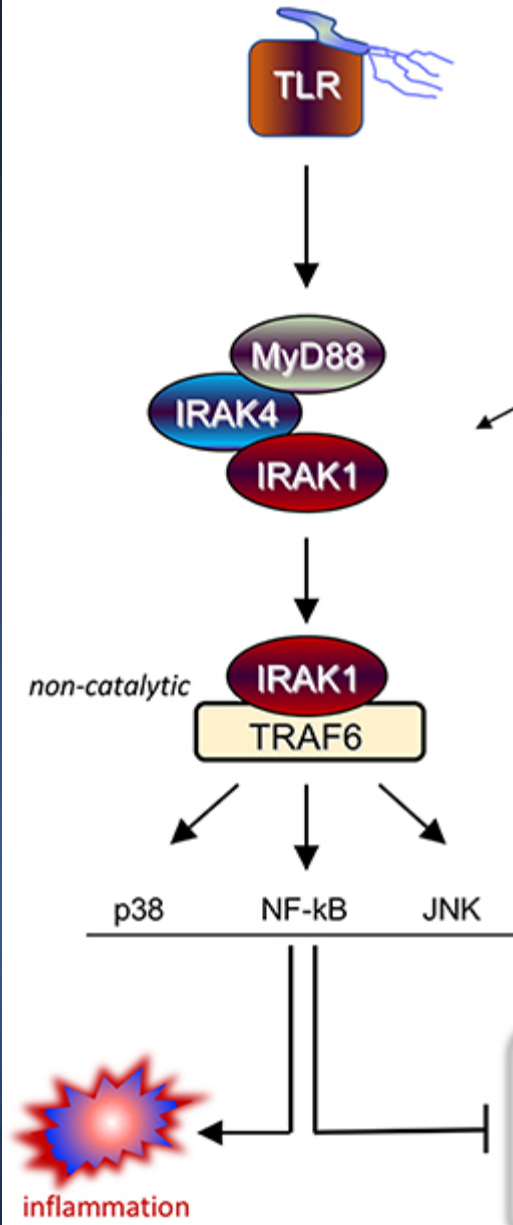 TLR
MyD88
IRAK4
IRAK1
non-catalytic
IRAK1
TRAF6
p38 NF-kB JNK
inflammation